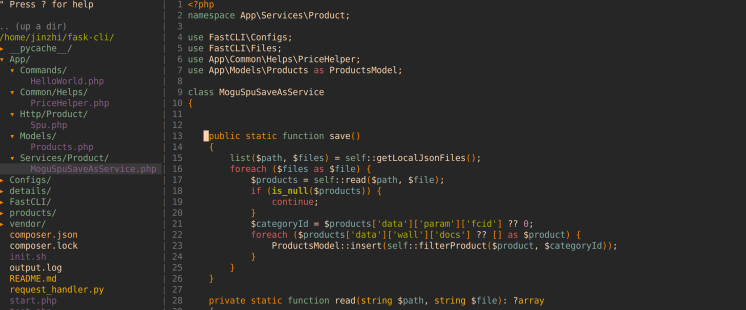 " Press ? for help
.. (up a dir)
/home/jinzhi/fask-cli/
▸ __pycache__/
▾ App/
▾ Commands/
HelloWorld.php
▾ Common/Helps/
PriceHelper.php
▾ Http/Product/
Spu.php
▾ Models/
Products.php
▾ Services/Product/
MoguSpuSaveAsService.php
▸ Configs/
▸ details/
▸ FastCLI/
▸ products/
▸ vendor/
composer.json
composer.lock
init.sh
output.log
README.md
request_handler.py
start.php
1 <?php
2 namespace App\Services\Product;
3
4 use FastCLI\Configs;
5 use FastCLI\Files;
6 use App\Common\Helps\PriceHelper;
7 use App\Models\Products as ProductsModel;
8
9 class MoguSpuSaveAsService
10 {
11
12
13 public static function save()
14 {
15 list($path, $files) = self::getLocalJsonFiles();
16 foreach ($files as $file) {
17 $products = self::read($path, $file);
18 if (is_null($products)) {
19 continue;
20 }
21 $categoryId = $products['data']['param']['fcid'] ?? 0;
22 foreach ($products['data']['wall']['docs'] ?? [] as $product) {
23 ProductsModel::insert(self::filterProduct($product, $categoryId));
24 }
25 }
26 }
27
28 private static function read(string $path, string $file): ?array